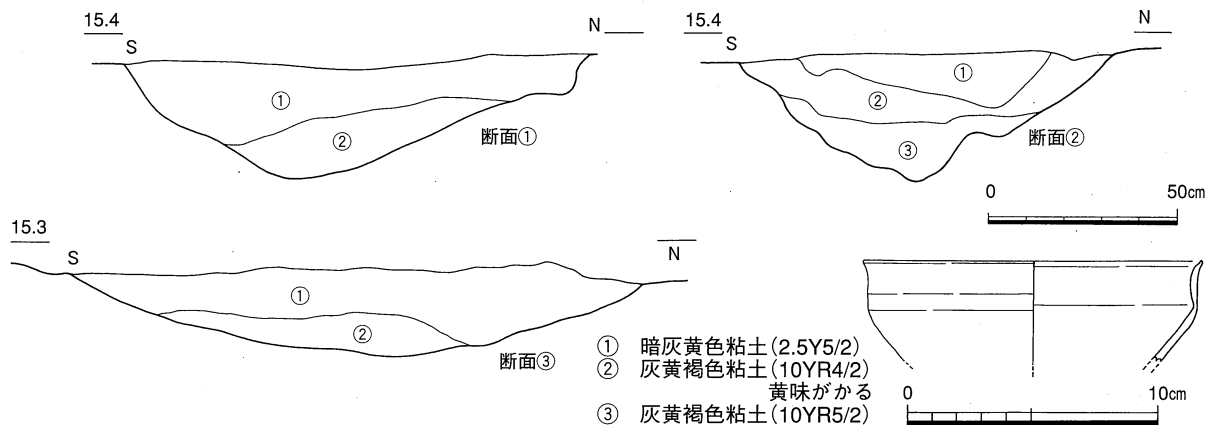 15.4
S
N
①
②
断面①
15.4
S
N
①
②
③
断面②
0 50cm
15.3
S
N
①
②
断面③
① 暗灰黄色粘土(2.5Y5/2)
② 灰黄褐色粘土(10YR4/2)
黄味がかる
③ 灰黄褐色粘土(10YR5/2)
0 10cm